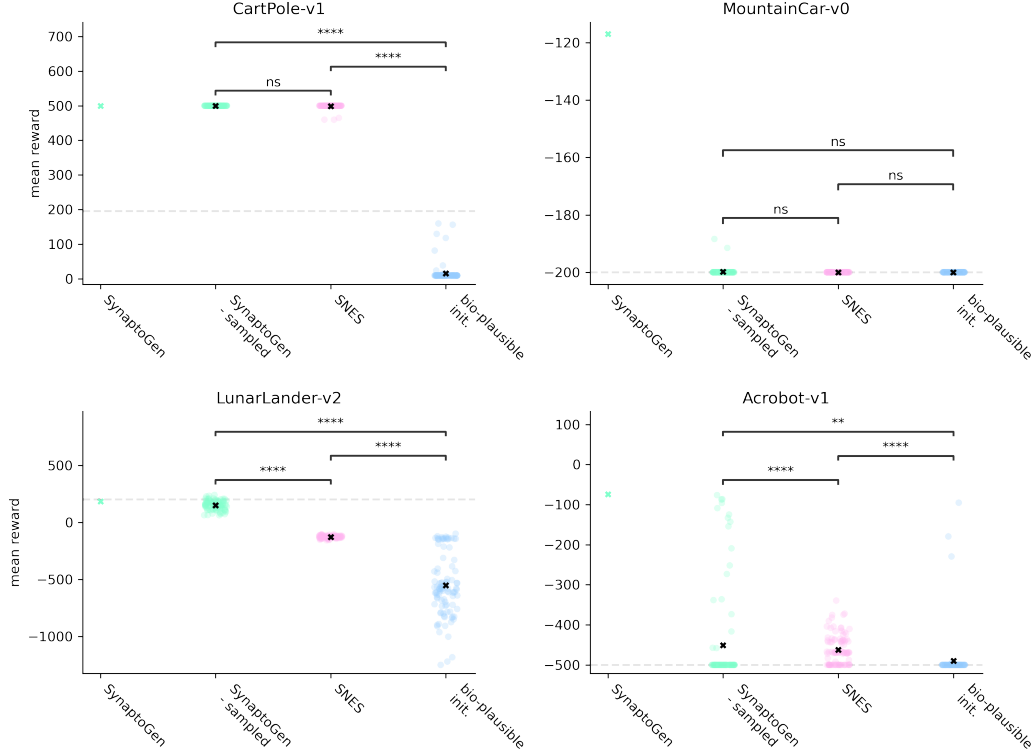 CartPole-v1
mean reward
700
600
500
400
300
200
100
0
****
****
ns
SynaptoGen
SynaptoGen
- sampled
SNES
bio-plausible
init.
MountainCar-v0
−120
−140
−160
−180
−200
ns
ns
ns
SynaptoGen
SynaptoGen
- sampled
SNES
bio-plausible
init.
LunarLander-v2
mean reward
500
0
−500
−1000
****
****
****
SynaptoGen
SynaptoGen
- sampled
SNES
bio-plausible
init.
Acrobot-v1
100
0
−100
−200
−300
−400
−500
**
****
****
SynaptoGen
SynaptoGen
- sampled
SNES
bio-plausible
init.